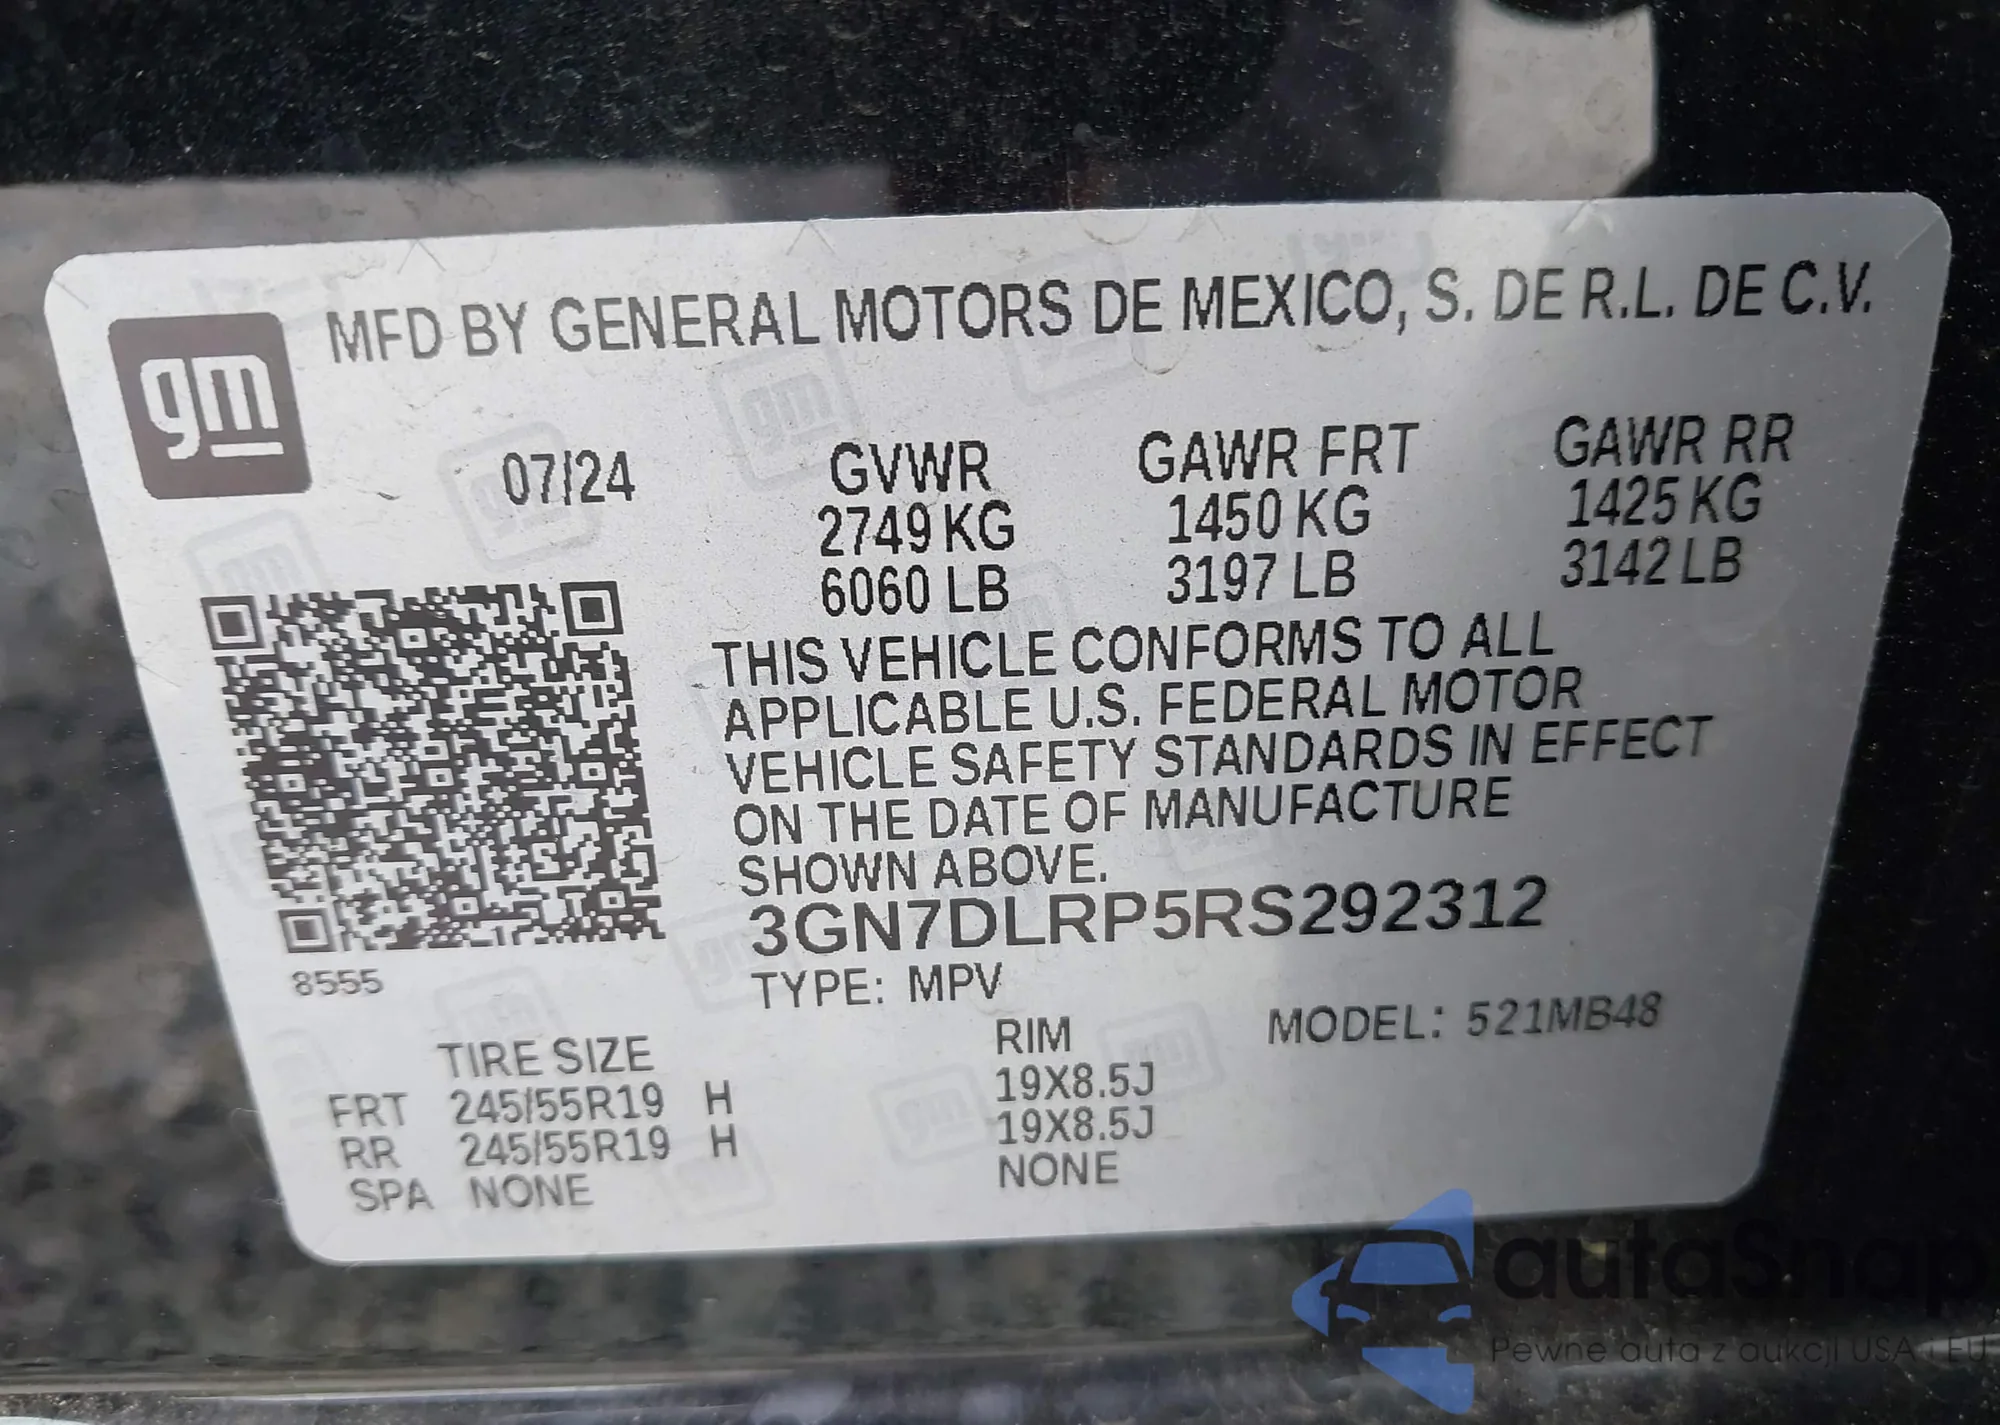 gm
MFD BY GENERAL MOTORS DE MEXICO, S. DE R.L. DE C.V.
07/24 GVWR GAWR FRT GAWR RR
2749 KG 1450 KG 1425 KG
6060 LB 3197 LB 3142 LB
THIS VEHICLE CONFORMS TO ALL
APPLICABLE U.S. FEDERAL MOTOR
VEHICLE SAFETY STANDARDS IN EFFECT
ON THE DATE OF MANUFACTURE
SHOWN ABOVE.
3GN7DLRP5RS292312
8555
TYPE: MPV
MODEL: 521MB48
TIRE SIZE RIM
FRT 245/55R19 H 19X8.5J
RR 245/55R19 H 19X8.5J
SPA NONE NONE
autaSnap
Pewne auta z aukcji USA i EU